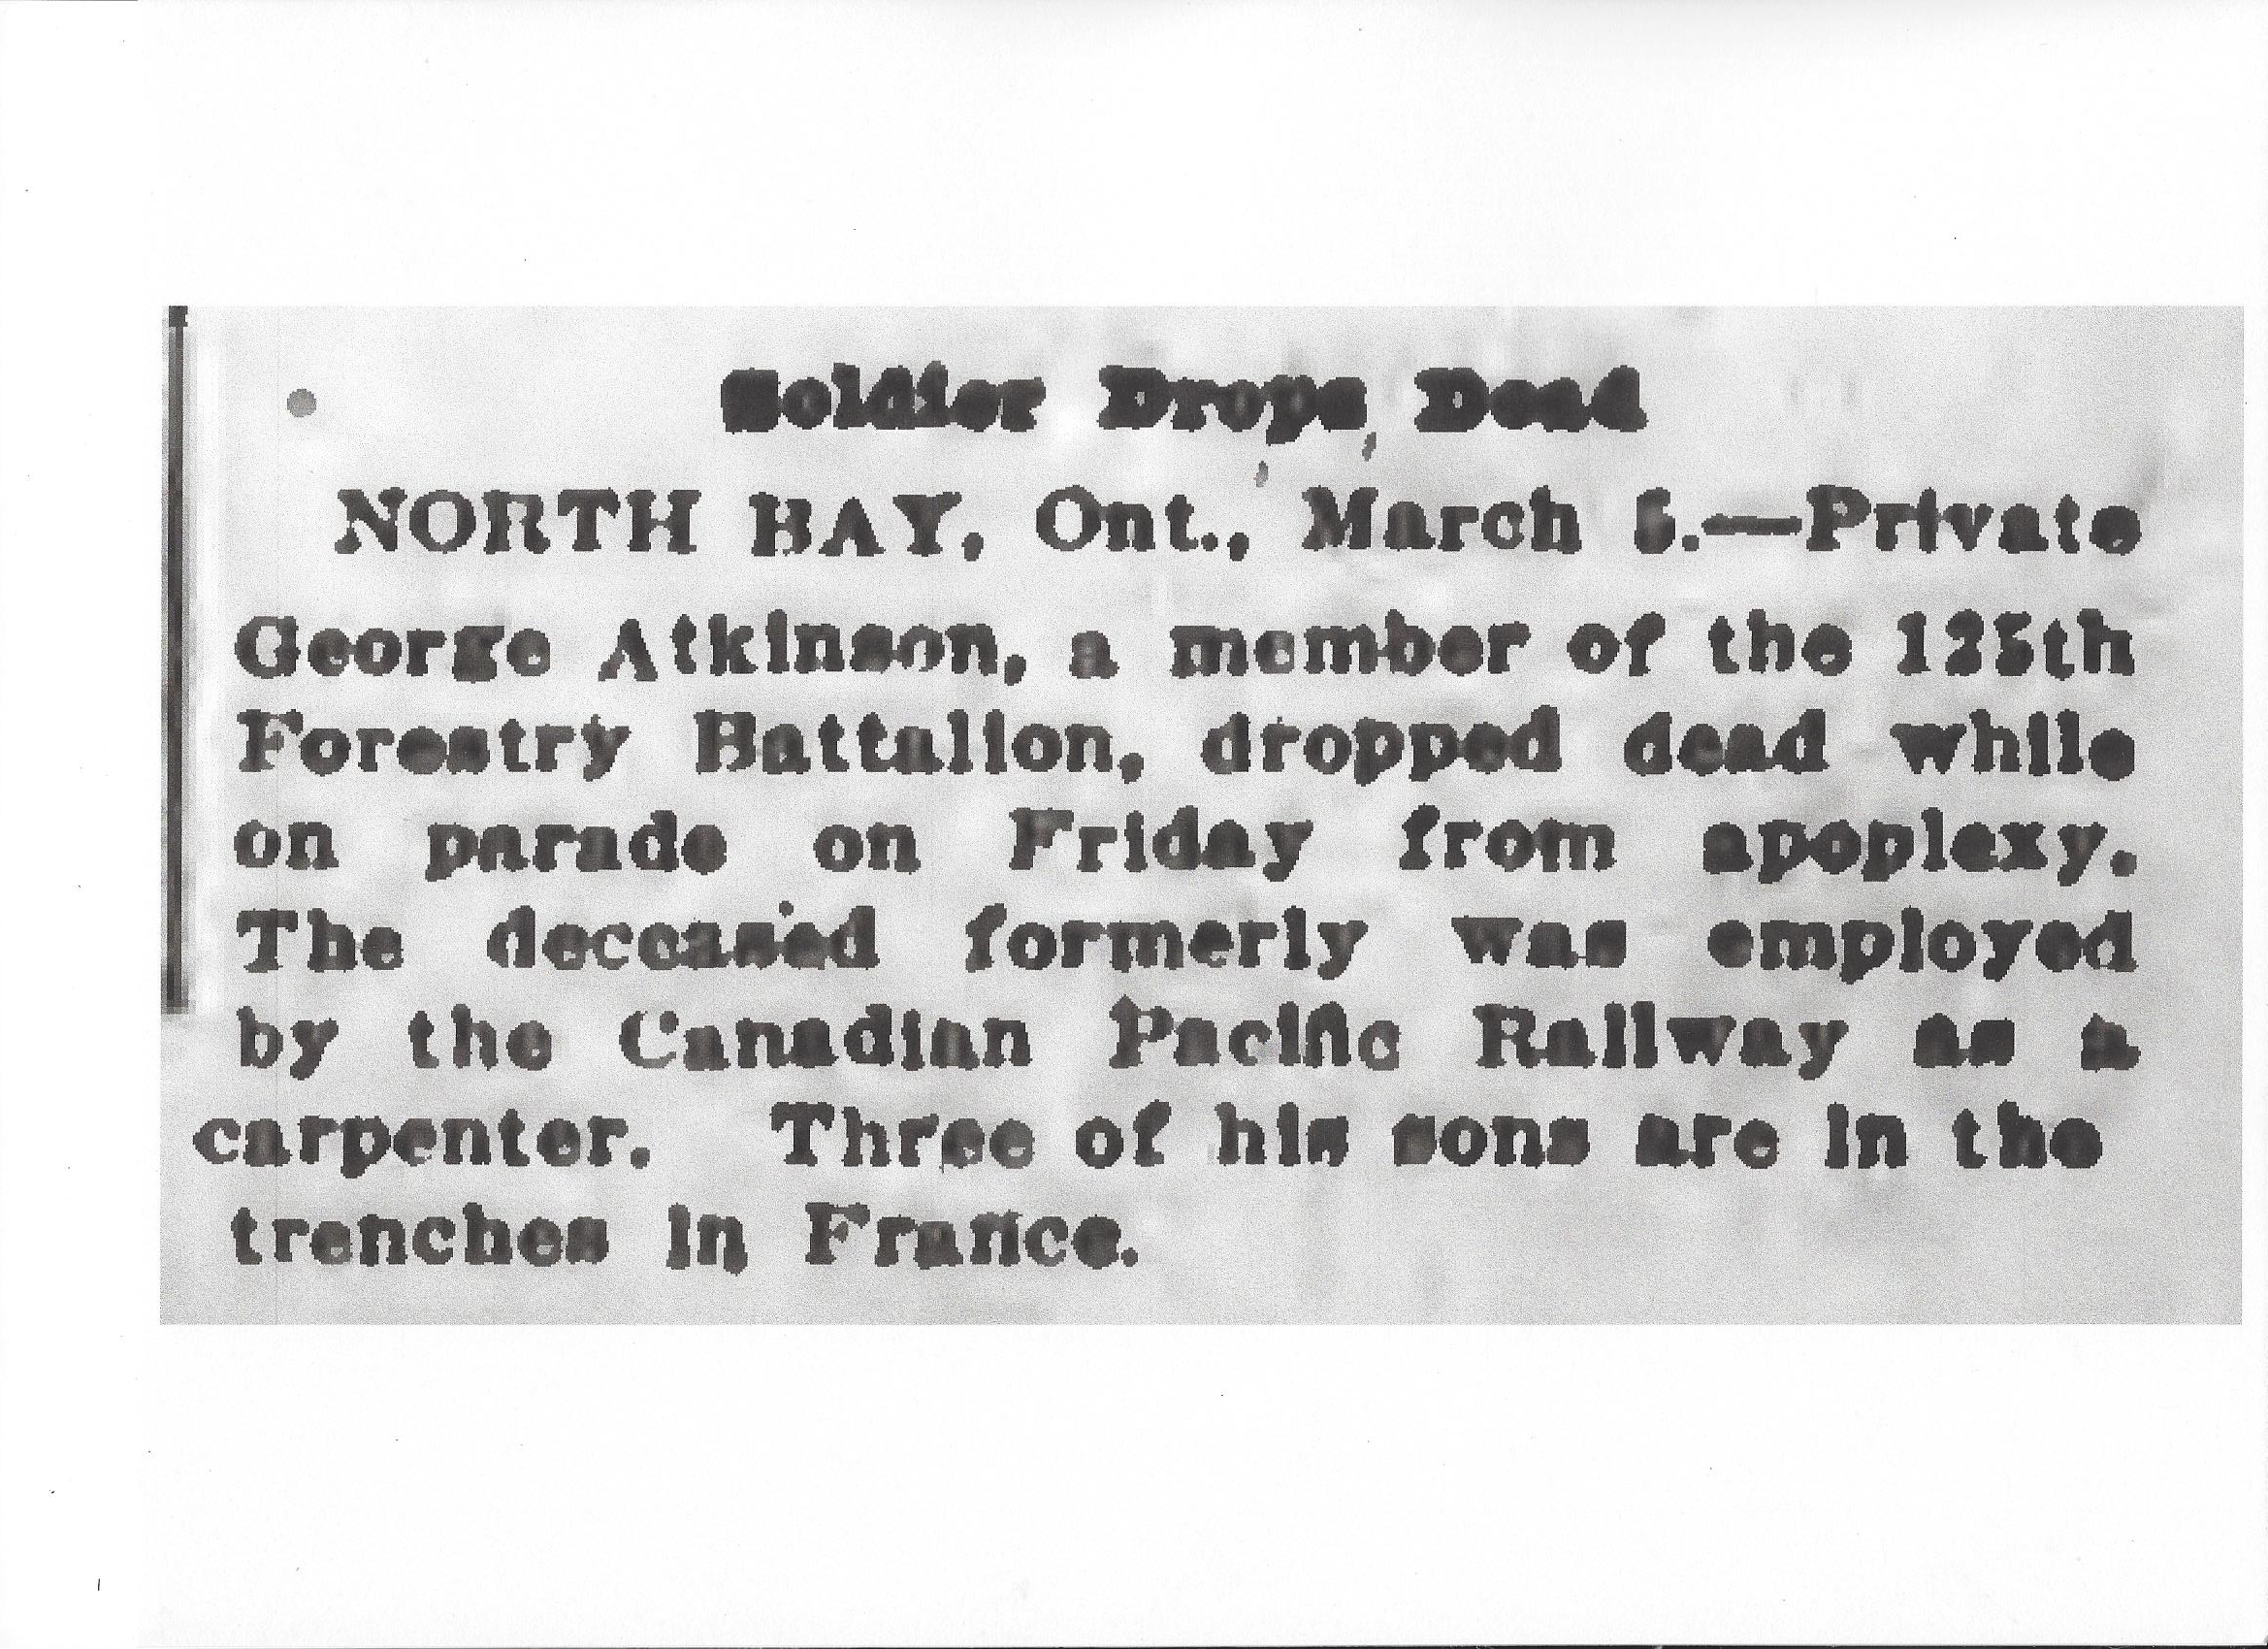 Soldier Drops Dead
NORTH BAY, Ont., March 5.—Private
George Atkinson, a member of the
Forestry Battalion, dropped dead while
on parade on Friday from apoplexy.
The deceased formerly was employed
by the Canadian Pacific Railway as a
carpenter. Three of his sons are in the
trenches in France.